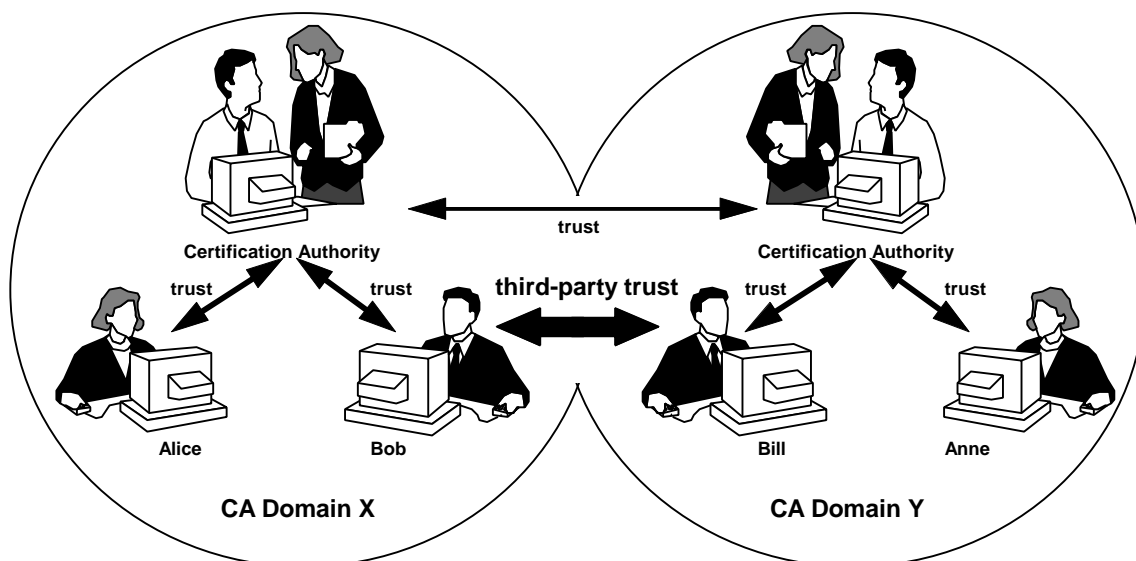 trust
Certification Authority
Certification Authority
trust
trust
third-party trust
trust
trust
Alice
Bob
Bill
Anne
CA Domain X
CA Domain Y